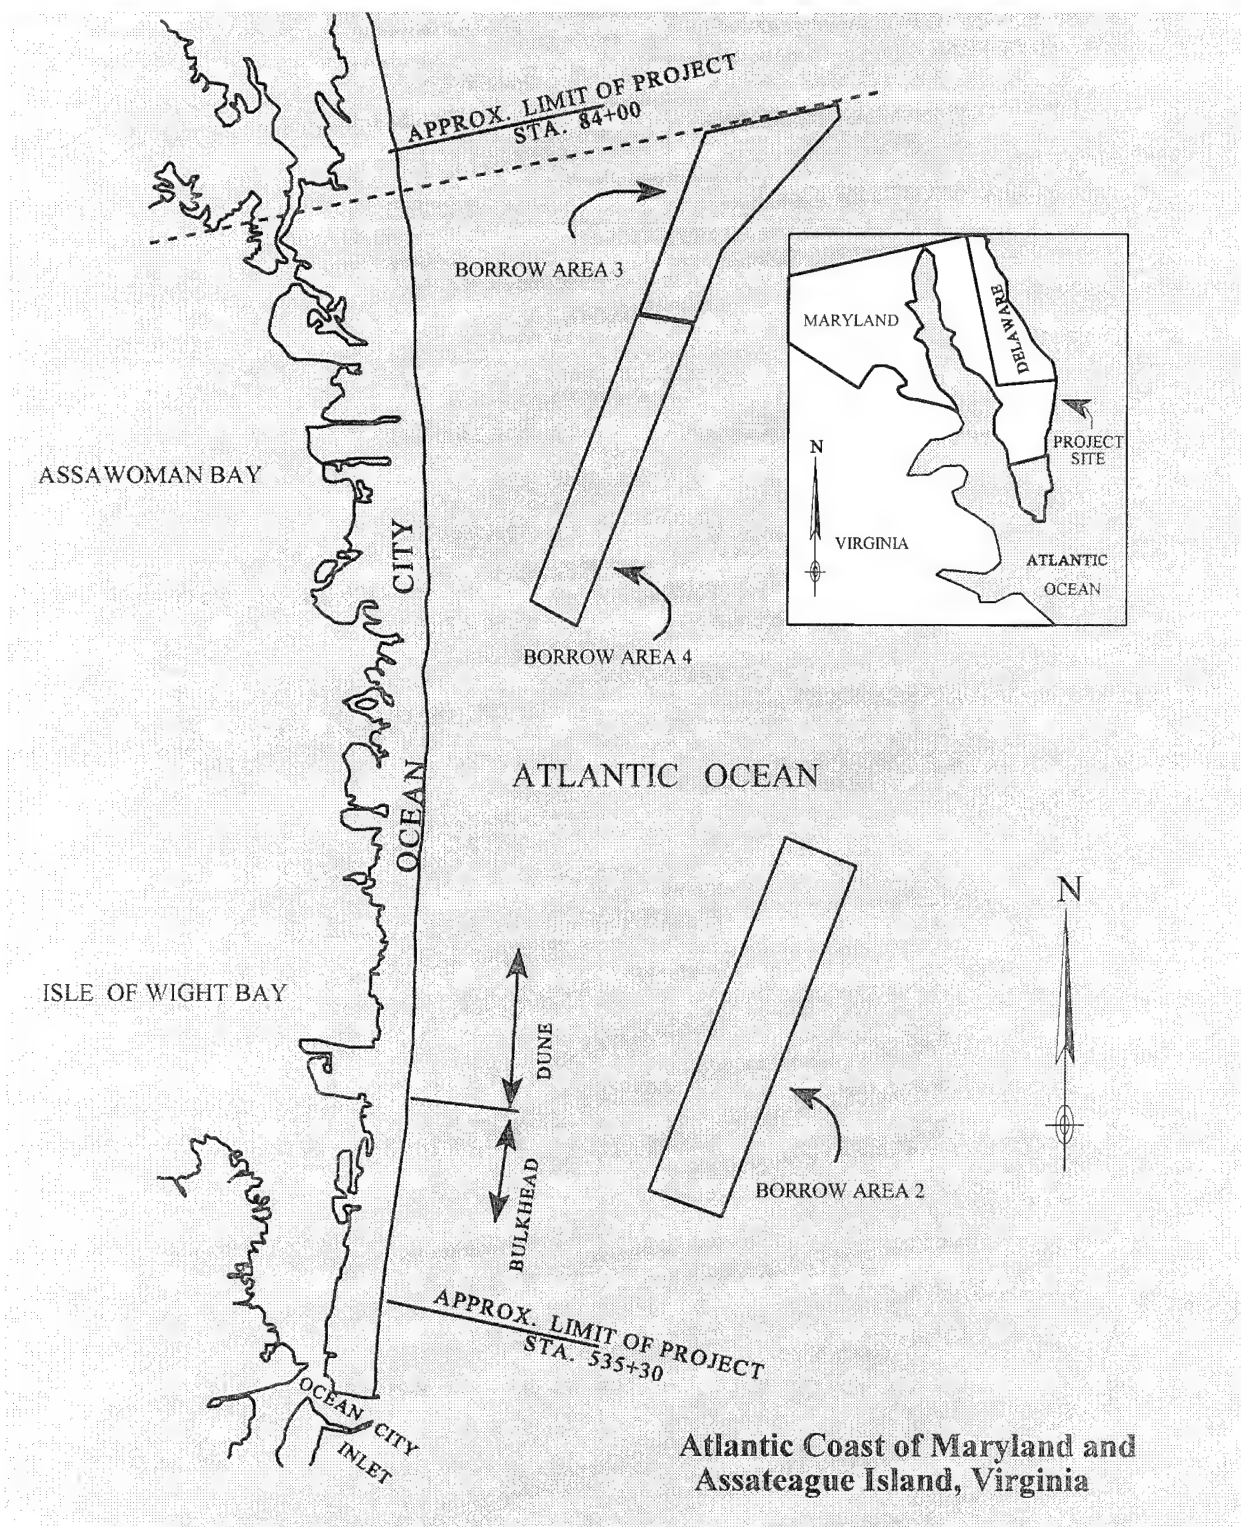 APPROX. LIMIT OF PROJECT
STA. 84+00
BORROW AREA 3
MARYLAND
DELAWARE
PROJECT
SITE
N
VIRGINIA
ATLANTIC
OCEAN
ASSAWOMAN BAY
OCEAN CITY
BORROW AREA 4
ATLANTIC OCEAN
N
ISLE OF WIGHT BAY
DUNE
BULKHEAD
BORROW AREA 2
APPROX. LIMIT OF PROJECT
STA. 535+30
OCEAN CITY
INLET
Atlantic Coast of Maryland and
Assateague Island, Virginia